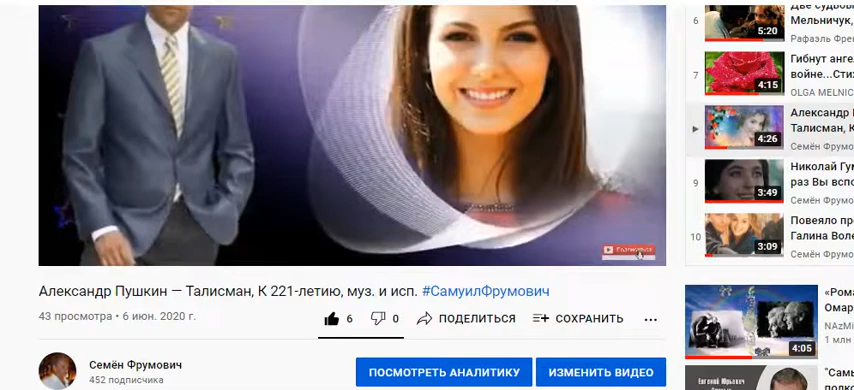 Подписаться
Александр Пушкин — Талисман, К 221-летию, муз. и исп. #СамуилФрумович
43 просмотра • 6 июн. 2020 г.
6
0
ПОДЕЛИТЬСЯ
СОХРАНИТЬ
Семён Фрумович
452 подписчика
ПОСМОТРЕТЬ АНАЛИТИКУ
ИЗМЕНИТЬ ВИДЕО
6
5:20
Две судьбы
Мельничук,
Рафаэль Фре
7
4:15
Гибнут анге
войне...Сти
OLGA MELNIC
4:26
Александр
Талисман, К
Семён Фрумо
9
3:49
Николай Гум
раз Вы вспо
Семён Фрумо
10
3:09
Повеяло пр
Галина Воле
Семён Фрумо
4:05
«Рома
Омар
NAzMi
1 млн
Евгений Юрьевич
"Самы